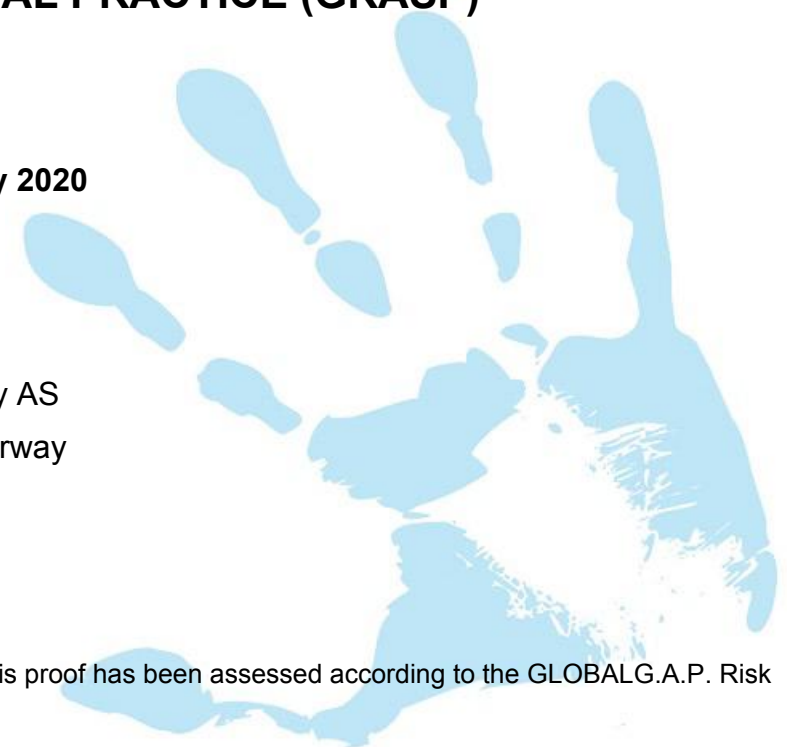 AL PRACTICE (GRASP)
y 2020
y AS
rway
is proof has been assessed according to the GLOBALG.A.P. Risk